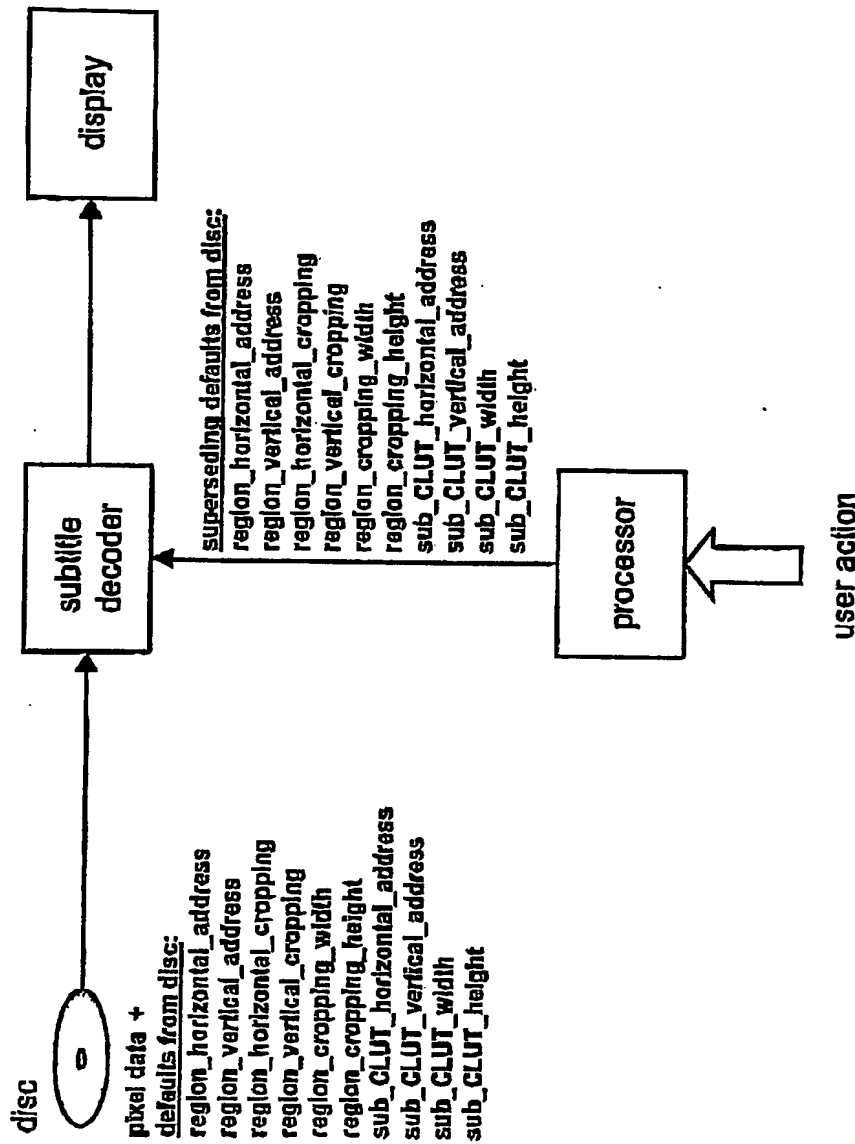 disc
pixel data +
defaults from disc:
region_horizontal_address
region_vertical_address
region_horizontal_cropping
region_vertical_cropping
region_cropping_width
region_cropping_height
sub_CLUT_horizontal_address
sub_CLUT_vertical_address
sub_CLUT_width
sub_CLUT_height
subtitle
decoder
display
superseding defaults from disc:
region_horizontal_address
region_vertical_address
region_horizontal_cropping
region_vertical_cropping
region_cropping_width
region_cropping_height
sub_CLUT_horizontal_address
sub_CLUT_vertical_address
sub_CLUT_width
sub_CLUT_height
processor
user action